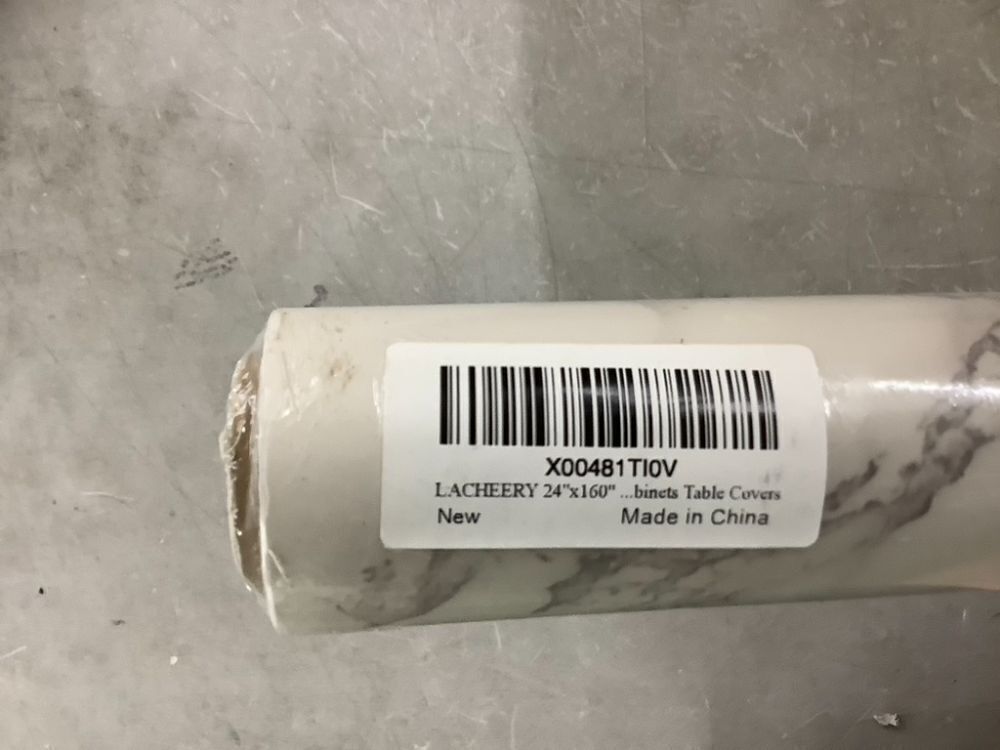 X00481TI0V
LACHEERY 24"x160" ...binets Table Covers
New
Made in China